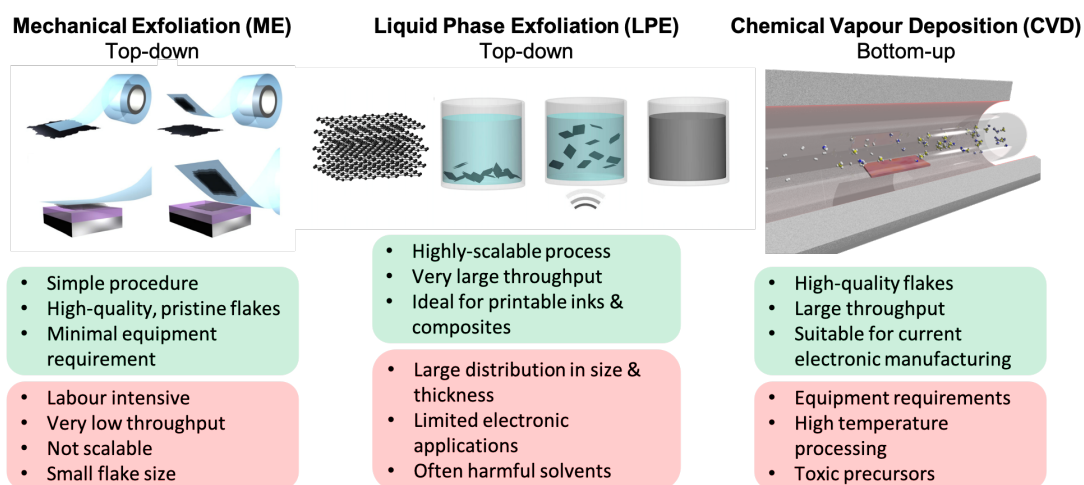 Mechanical Exfoliation (ME)
Top-down
Liquid Phase Exfoliation (LPE)
Top-down
Chemical Vapour Deposition (CVD)
Bottom-up
• Simple procedure
• High-quality, pristine flakes
• Minimal equipment
requirement
• Labour intensive
• Very low throughput
• Not scalable
• Small flake size
• Highly-scalable process
• Very large throughput
• Ideal for printable inks &
composites
• Large distribution in size &
thickness
• Limited electronic
applications
• Often harmful solvents
• High-quality flakes
• Large throughput
• Suitable for current
electronic manufacturing
• Equipment requirements
• High temperature
processing
• Toxic precursors